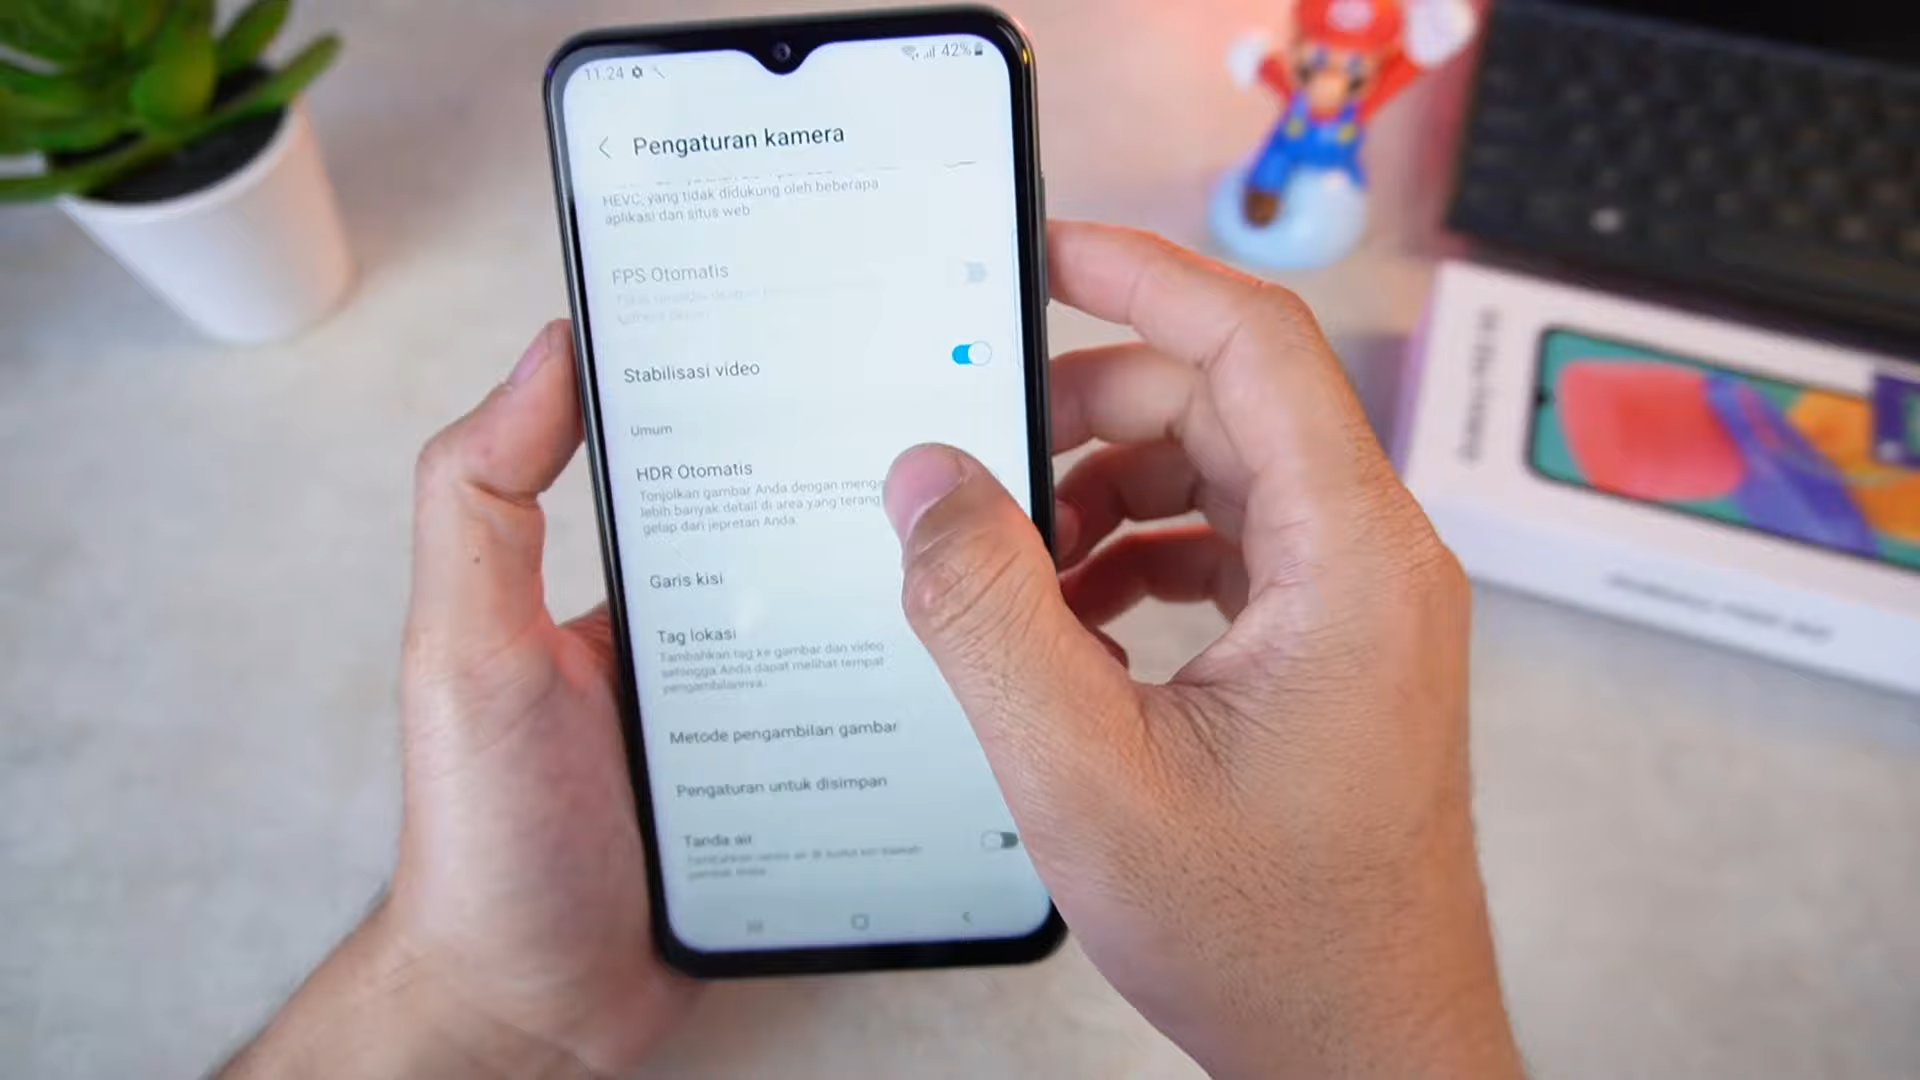 11.24
42%
Pengaturan kamera
HEVC, yang tidak didukung oleh beberapa
aplikasi dan situs web.
FPS Otomatis
Stabilisasi video
Umum
HDR Otomatis
Tonjolkan gambar Anda dengan menga
lebih banyak detail di area yang terang
gelap dari jepretan Anda.
Garis kisi
Tag lokasi
Tambahkan tag ke gambar dan video
sehingga Anda dapat melihat tempat
pengambilannya.
Metode pengambilan gambar
Pengaturan untuk disimpan
Tanda air